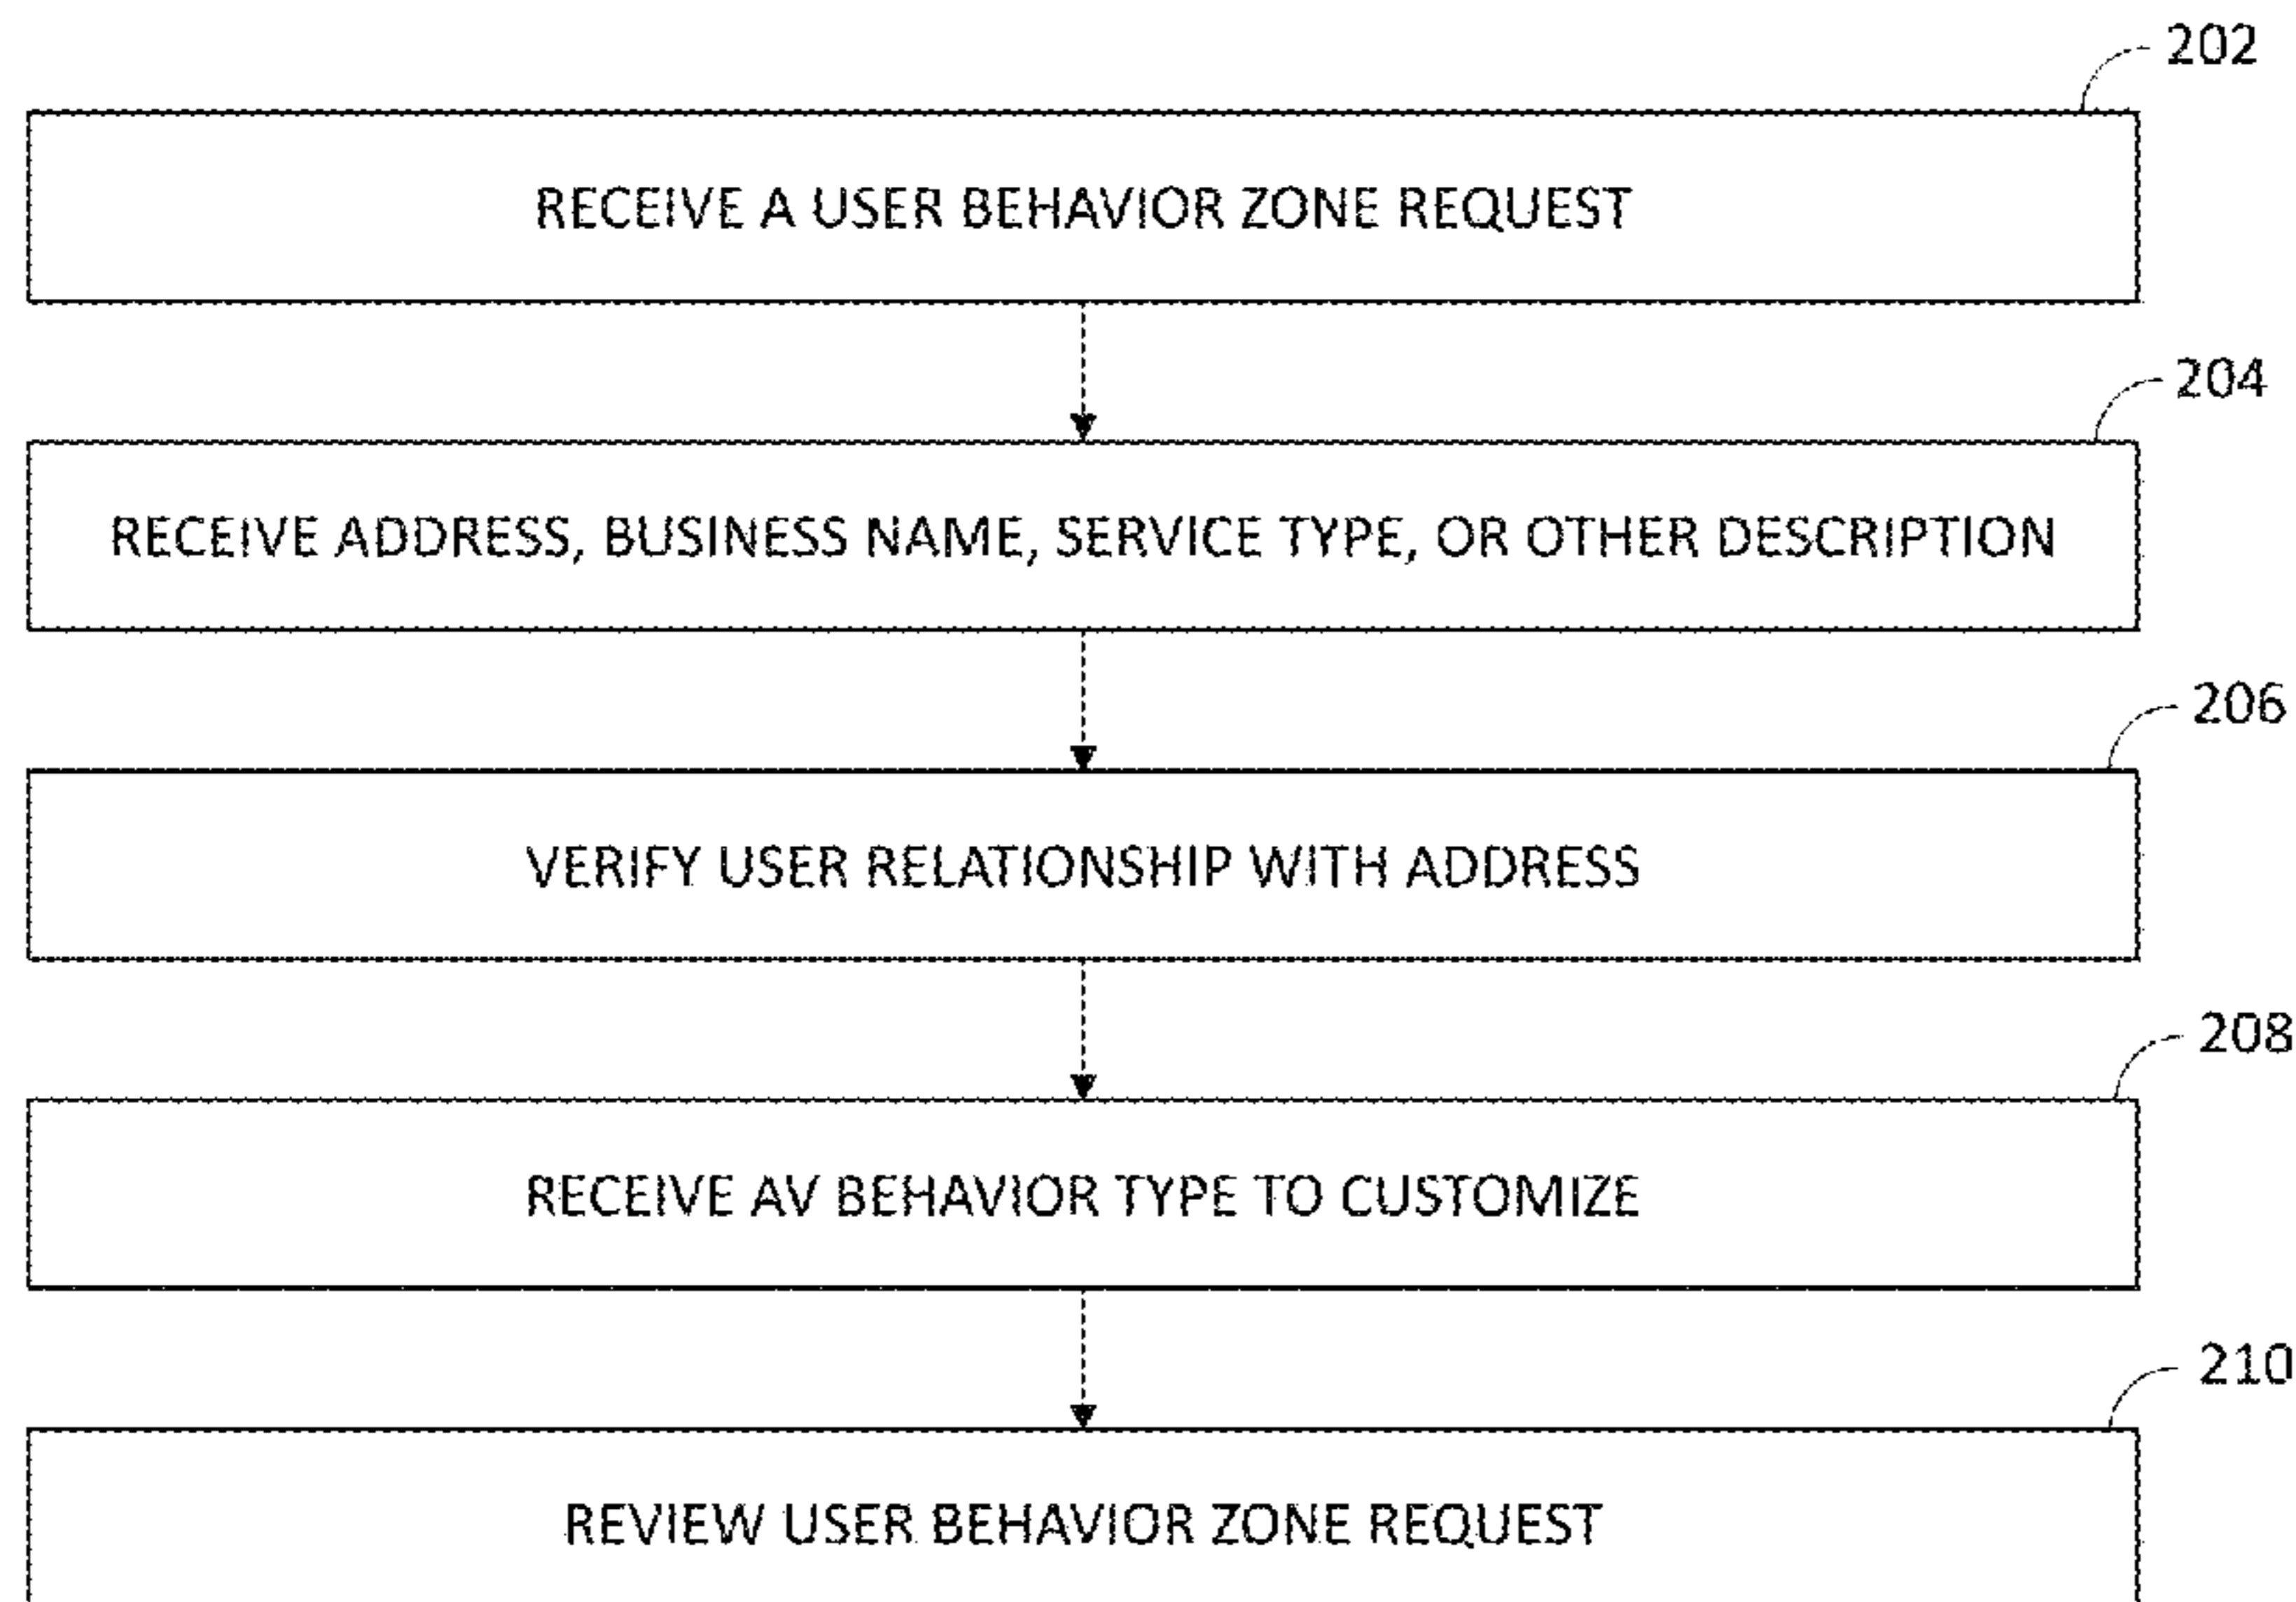 202
RECEIVE A USER BEHAVIOR ZONE REQUEST
204
RECEIVE ADDRESS, BUSINESS NAME, SERVICE TYPE, OR OTHER DESCRIPTION
206
VERIFY USER RELATIONSHIP WITH ADDRESS
208
RECEIVE AV BEHAVIOR TYPE TO CUSTOMIZE
210
REVIEW USER BEHAVIOR ZONE REQUEST